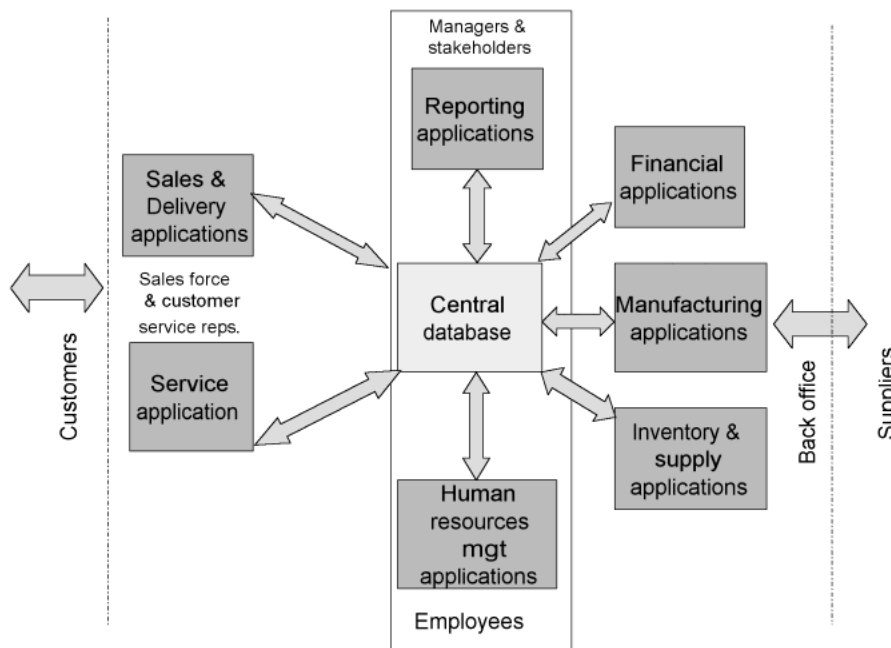 Managers &
stakeholders
Reporting
applications
Sales &
Delivery
applications
Financial
applications
Sales force
& customer
service reps.
Central
database
Manufacturing
applications
Service
application
Inventory &
supply
applications
Human
resources
mgt
applications
Employees
Customers
Back office
Suppliers